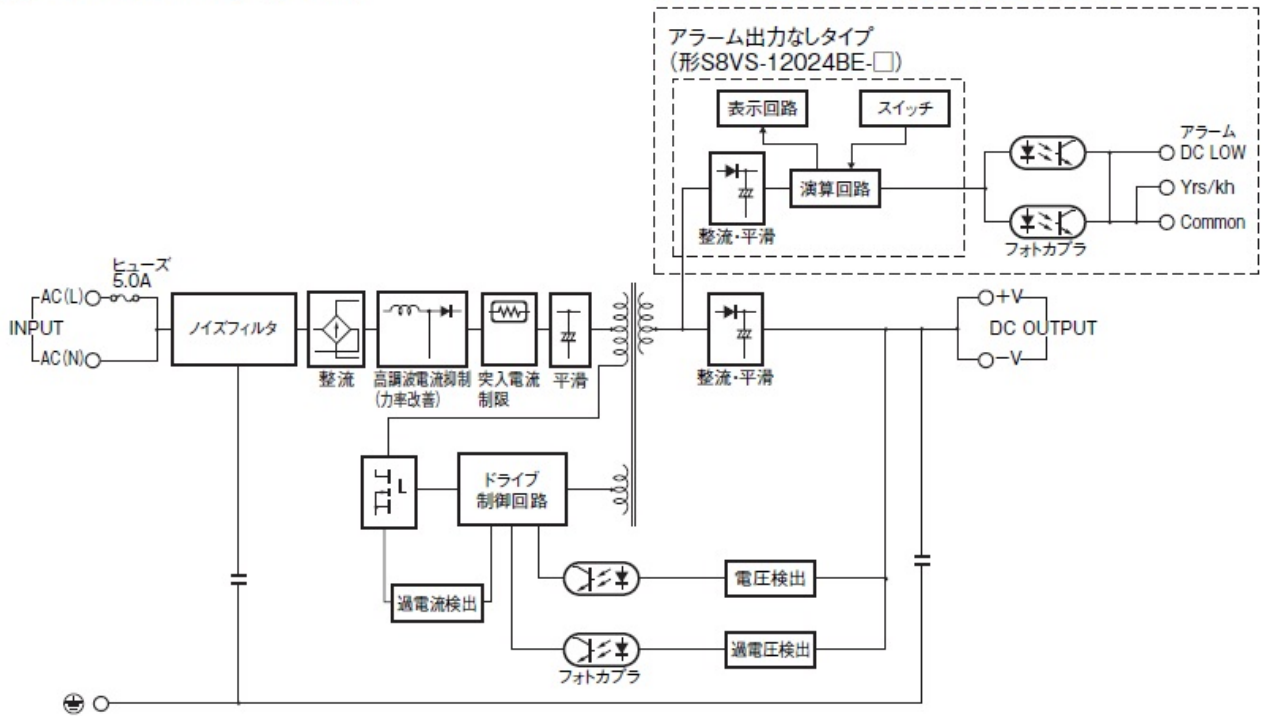 アラーム出力なしタイプ
(形S8VS-12024BE-□)
表示回路
スイッチ
アラーム
DC LOW
演算回路
Yrs/kh
整流・平滑
Common
フォトカプラ
ヒューズ
5.0A
AC(L)
INPUT
AC(N)
ノイズフィルタ
整流
高調波電流抑制
(力率改善)
突入電流
制限
平滑
整流・平滑
+V
DC OUTPUT
-V
L
ドライブ
制御回路
過電流検出
電圧検出
過電圧検出
フォトカプラ